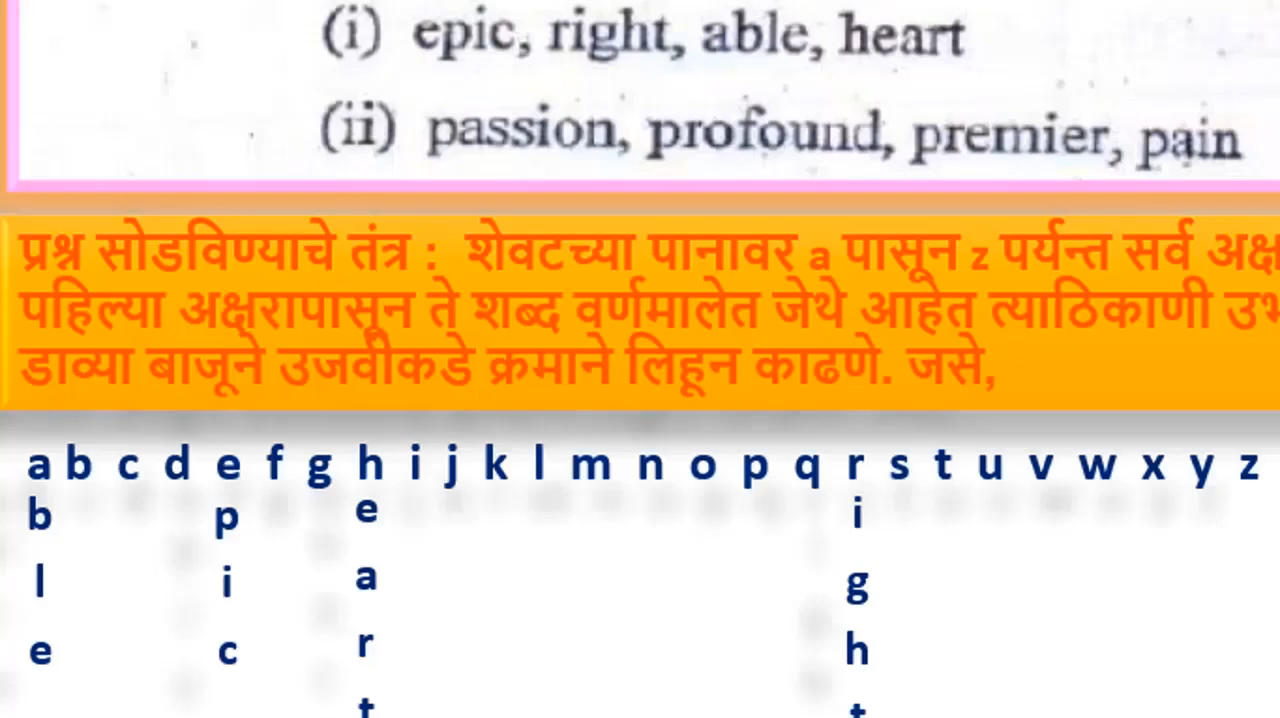 (i) epic, right, able, heart
(ii) passion, profound, premier, pain
प्रश्न सोडविण्याचे तंत्र : शेवटच्या पानावर a पासून z पर्यन्त सर्व
पहिल्या अक्षरापासून ते शब्द वर्णमालेत जेथे आहेत त्याठिकाणी
डाव्या बाजूने उजवीकडे क्रमाने लिहून काढणे. जसे,
a b c d e f g h i j k l m n o p q r s t u v w x y z
b p e i
l i a g
e c r h
t t